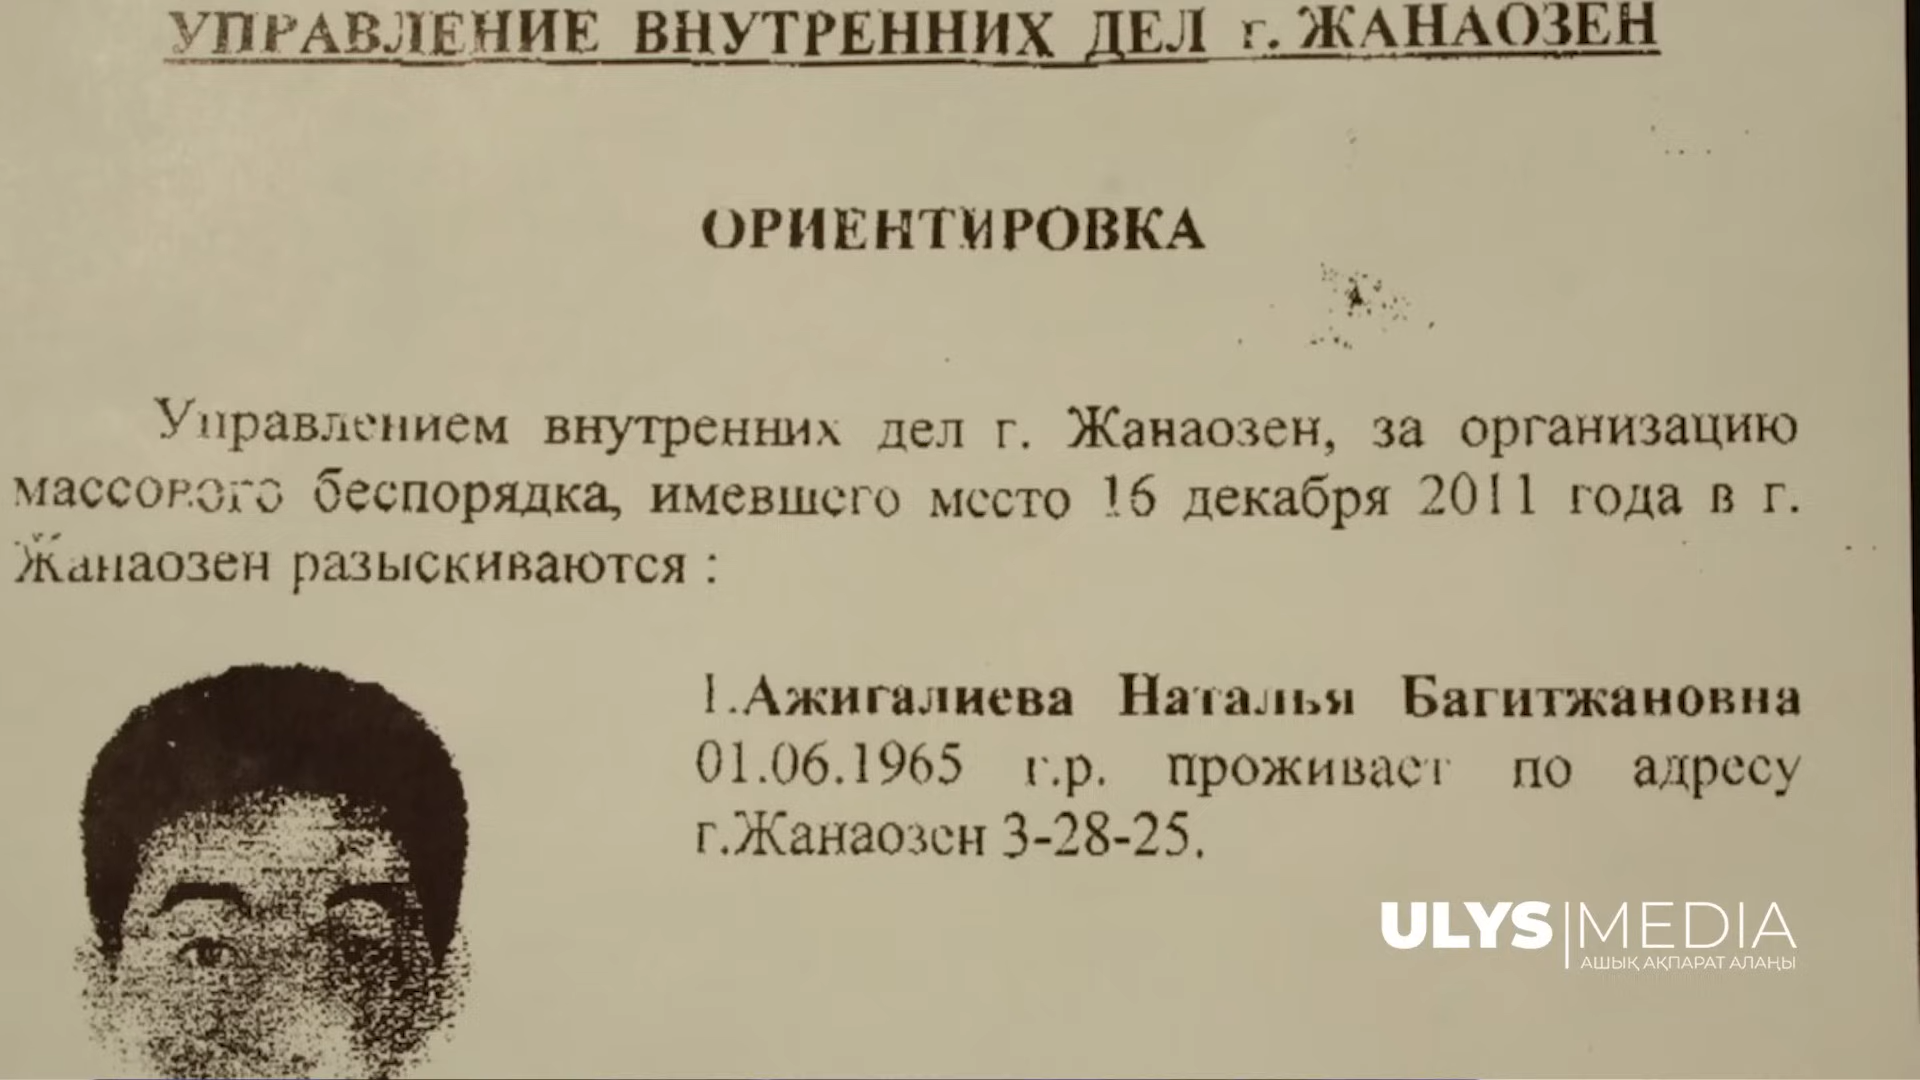 УПРАВЛЕНИЕ ВНУТРЕННИХ ДЕЛ г. ЖАНАОЗЕН
ОРИЕНТИРОВКА
Управлением внутренних дел г. Жанаозен, за организацию
массового беспорядка, имевшего место 16 декабря 2011 года в г.
Жанаозен разыскиваются :
1.Ажигалиева Наталья Багитжановна
01.06.1965 г.р. проживает по адресу
г.Жанаозен 3-28-25.
ULYS|MEDIA
АШЫҚ АҚПАРАТ АЛАҢЫ